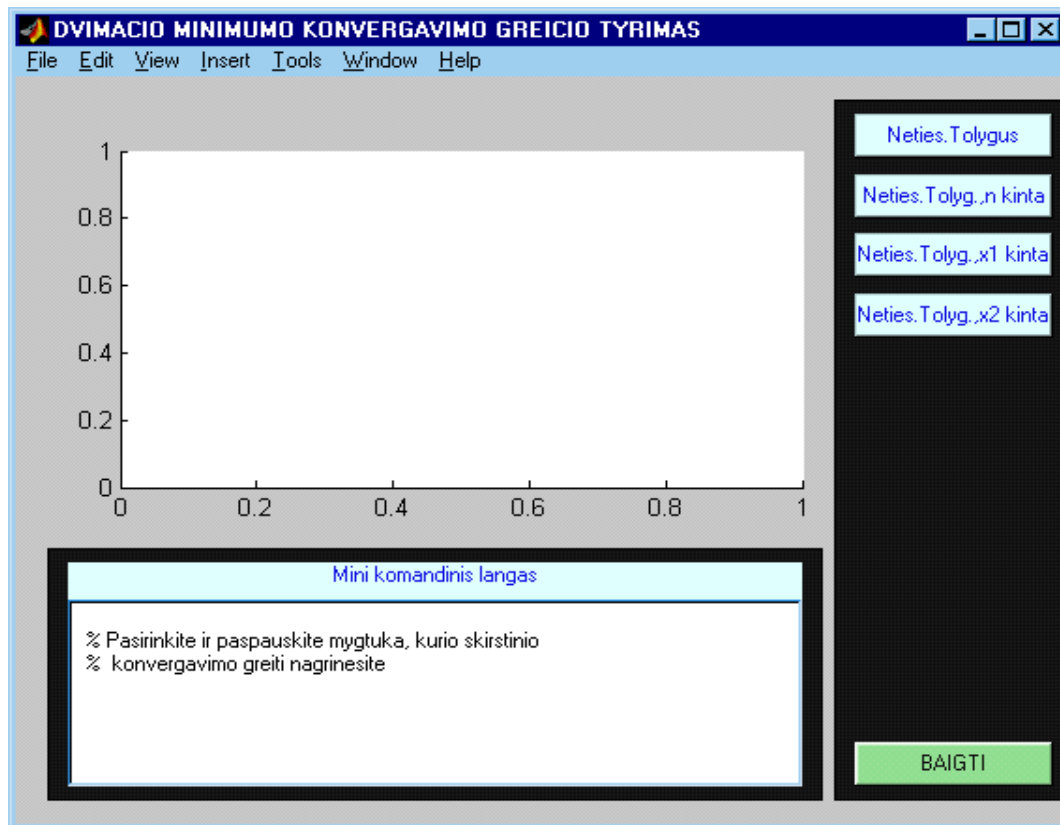 DVIMACIO MINIMUMO KONVERGAVIMO GREICIO TYRIMAS
File Edit View Insert Tools Window Help
Neties.Tolygus
Neties.Tolyg.,n kinta
Neties.Tolyg.,x1 kinta
Neties.Tolyg.,x2 kinta
1
0.8
0.6
0.4
0.2
0
0 0.2 0.4 0.6 0.8 1
Mini komandinis langas
% Pasirinkite ir paspauskite mygtuka, kurio skirstinio
% konvergavimo greiti nagrinesite
BAIGTI